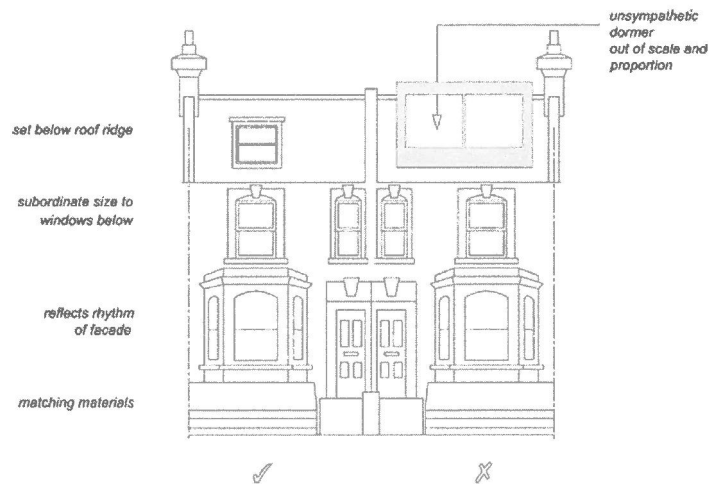 unsympathetic
dormer
out of scale and
proportion
set below roof ridge
subordinate size to
windows below
reflects rhythm
of facade
matching materials